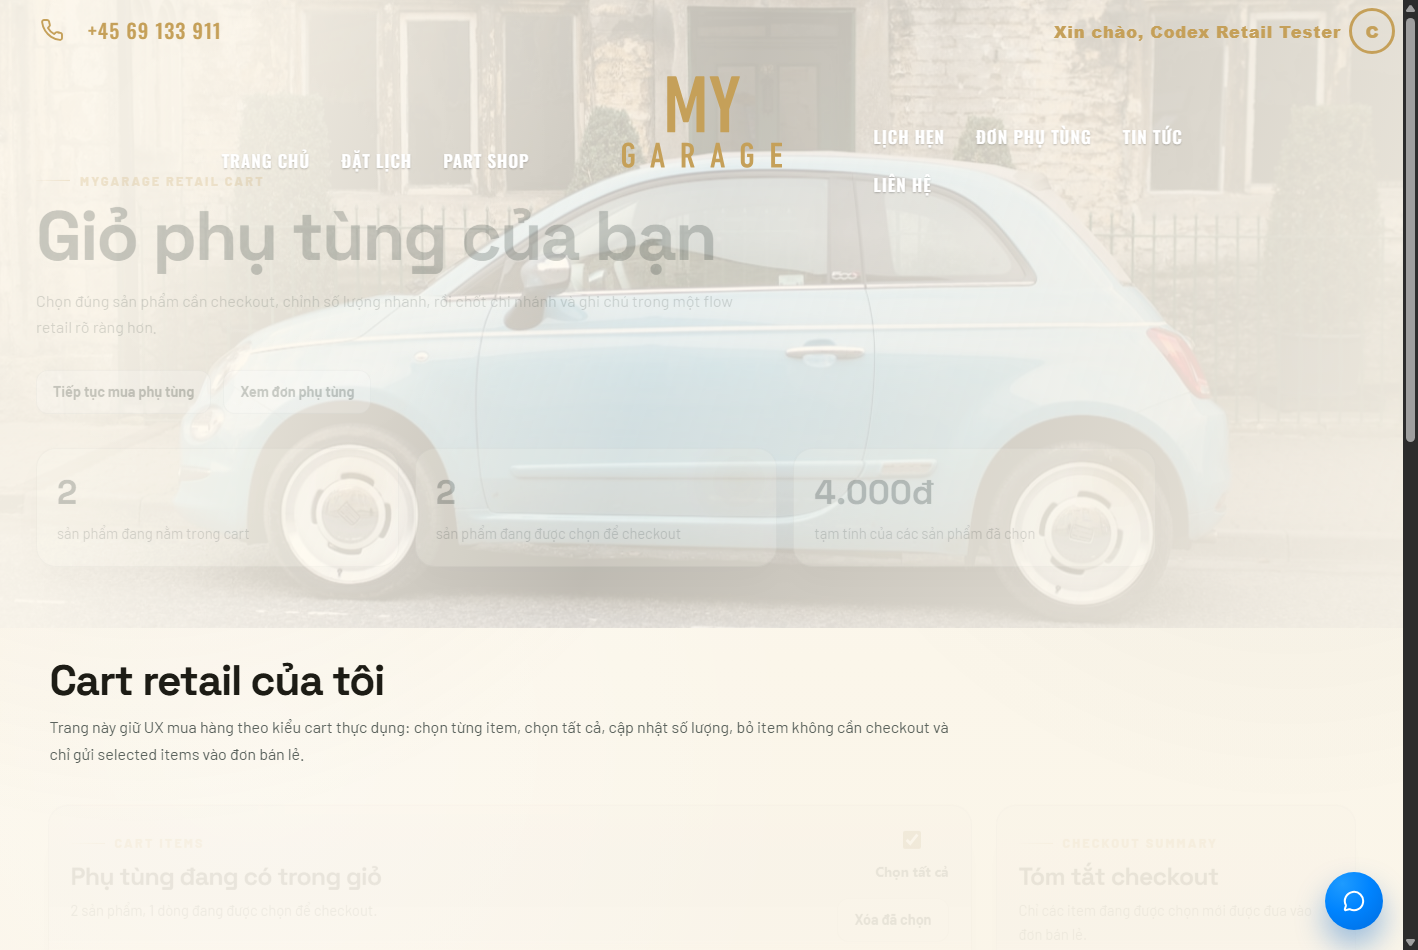 +45 69 133 911
Xin chào, Codex Retail Tester
C
MY
GARAGE
TRANG CHỦ
ĐẶT LỊCH
PART SHOP
LỊCH HẸN
ĐƠN PHỤ TÙNG
TIN TỨC
LIÊN HỆ
MYGARAGE RETAIL CART
Giỏ phụ tùng của bạn
Chọn đúng sản phẩm cần checkout, chỉnh số lượng nhanh, rồi chốt chi nhánh và ghi chú trong một flow
retail rõ ràng hơn.
Tiếp tục mua phụ tùng
Xem đơn phụ tùng
2
sản phẩm đang nằm trong cart
2
sản phẩm đang được chọn để checkout
4.000đ
tạm tính của các sản phẩm đã chọn
Cart retail của tôi
Trang này giữ UX mua hàng theo kiểu cart thực dụng: chọn từng item, chọn tất cả, cập nhật số lượng, bỏ item không cần checkout và
chỉ gửi selected items vào đơn bán lẻ.
CART ITEMS
Phụ tùng đang có trong giỏ
2 sản phẩm, 1 dòng đang được chọn để checkout.
Chọn tất cả
Xóa đã chọn
CHECKOUT SUMMARY
Tóm tắt checkout
Chỉ các item đang được chọn mới được đưa vào
đơn bán lẻ.